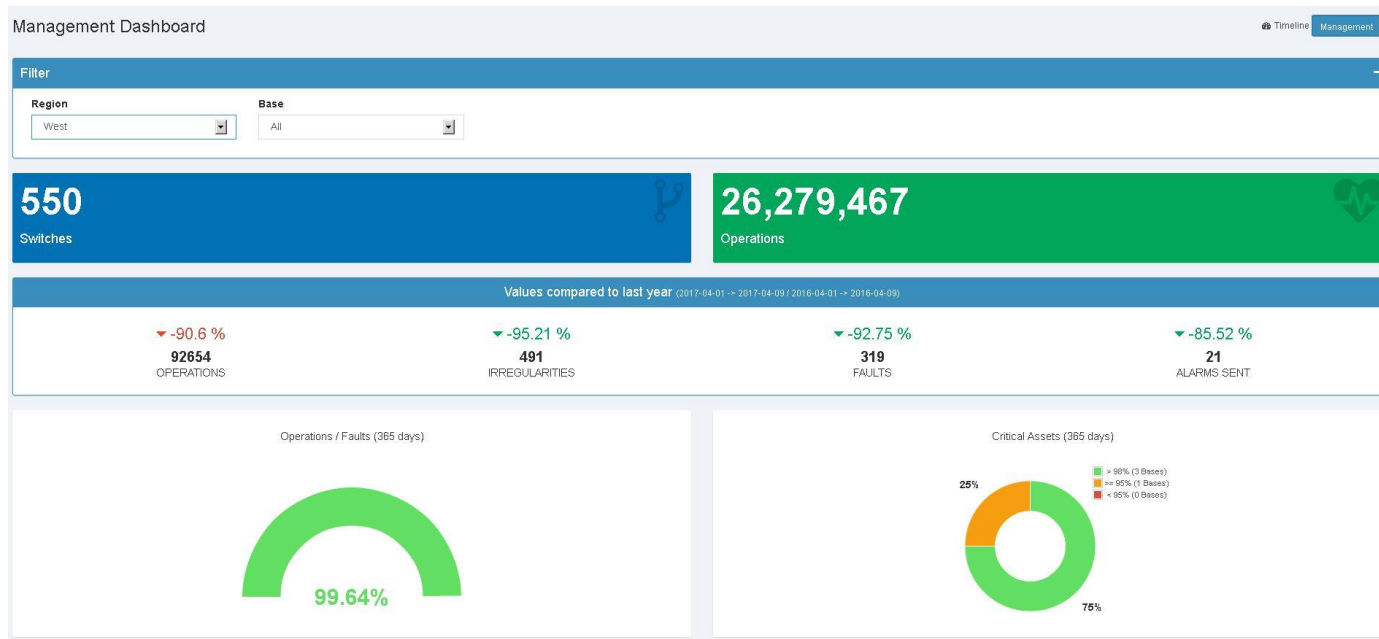 Management Dashboard
Timeline Management
Filter
Region Base
West All
550
Switches
26,279,467
Operations
Values compared to last year (2017-04-01 -> 2017-04-09 / 2016-04-01 -> 2016-04-09)
-90.6 %
92654
OPERATIONS
-95.21 %
491
IRREGULARITIES
-92.75 %
319
FAULTS
-85.52 %
21
ALARMS SENT
Operations / Faults (365 days)
99.64%
Critical Assets (365 days)
> 98% (3 Bases)
>= 95% (1 Bases)
< 95% (0 Bases)
25%
75%